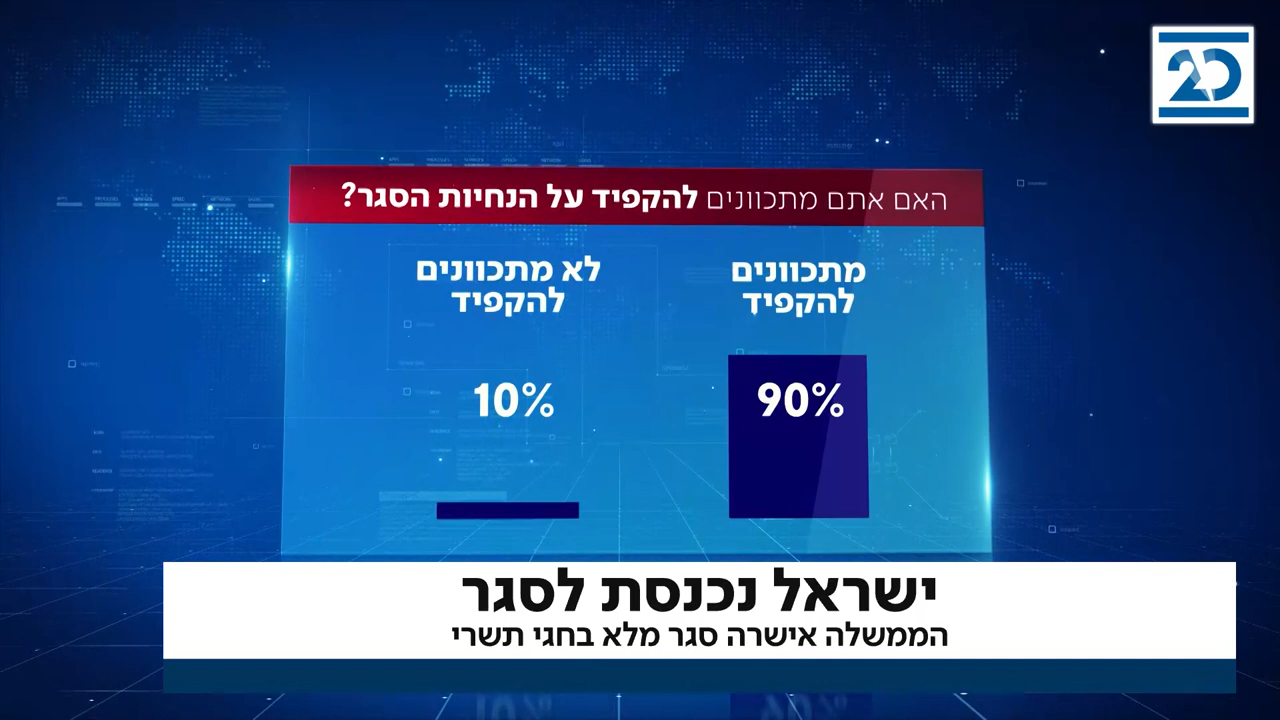 20
האם אתם מתכוונים להקפיד על הנחיות הסגר?
מתכוונים
להקפיד
90%
לא מתכוונים
להקפיד
10%
ישראל נכנסת לסגר
הממשלה אישרה סגר מלא בחגי תשרי